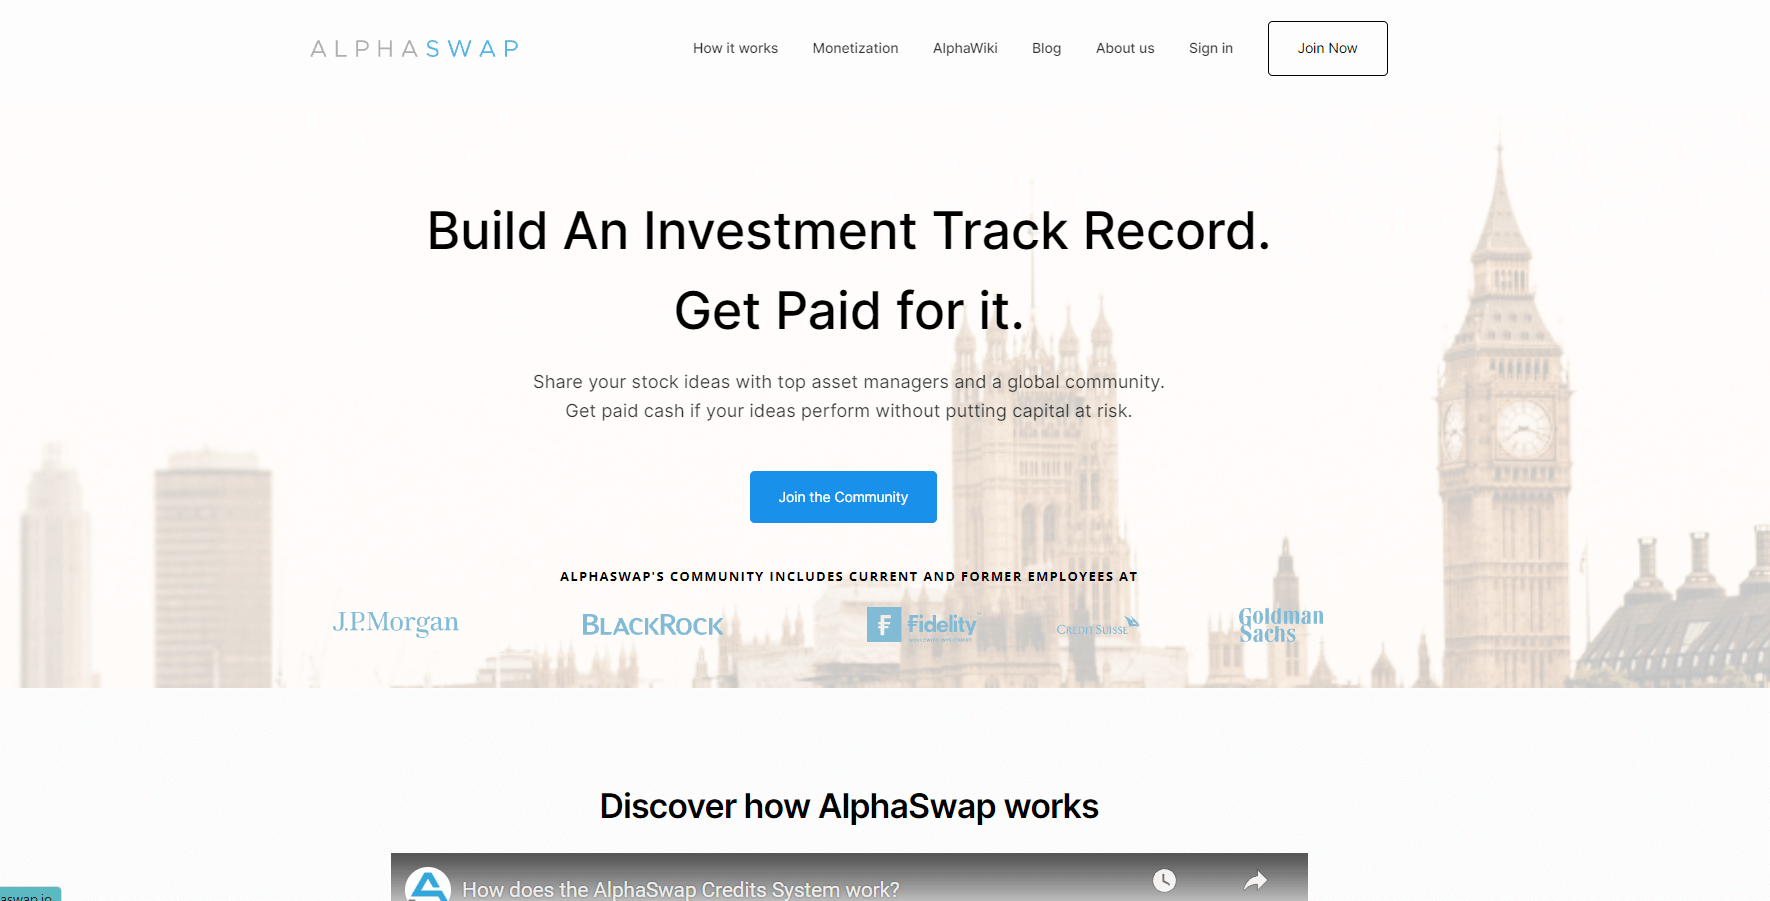 ALPHASWAP
How it works
Monetization
AlphaWiki
Blog
About us
Sign in
Join Now
Build An Investment Track Record.
Get Paid for it.
Share your stock ideas with top asset managers and a global community.
Get paid cash if your ideas perform without putting capital at risk.
Join the Community
ALPHASWAP'S COMMUNITY INCLUDES CURRENT AND FORMER EMPLOYEES AT
J.P.Morgan
BLACKROCK
Fidelity
CREDIT SUISSE
Goldman
Sachs
Discover how AlphaSwap works
How does the AlphaSwap Credits System work?